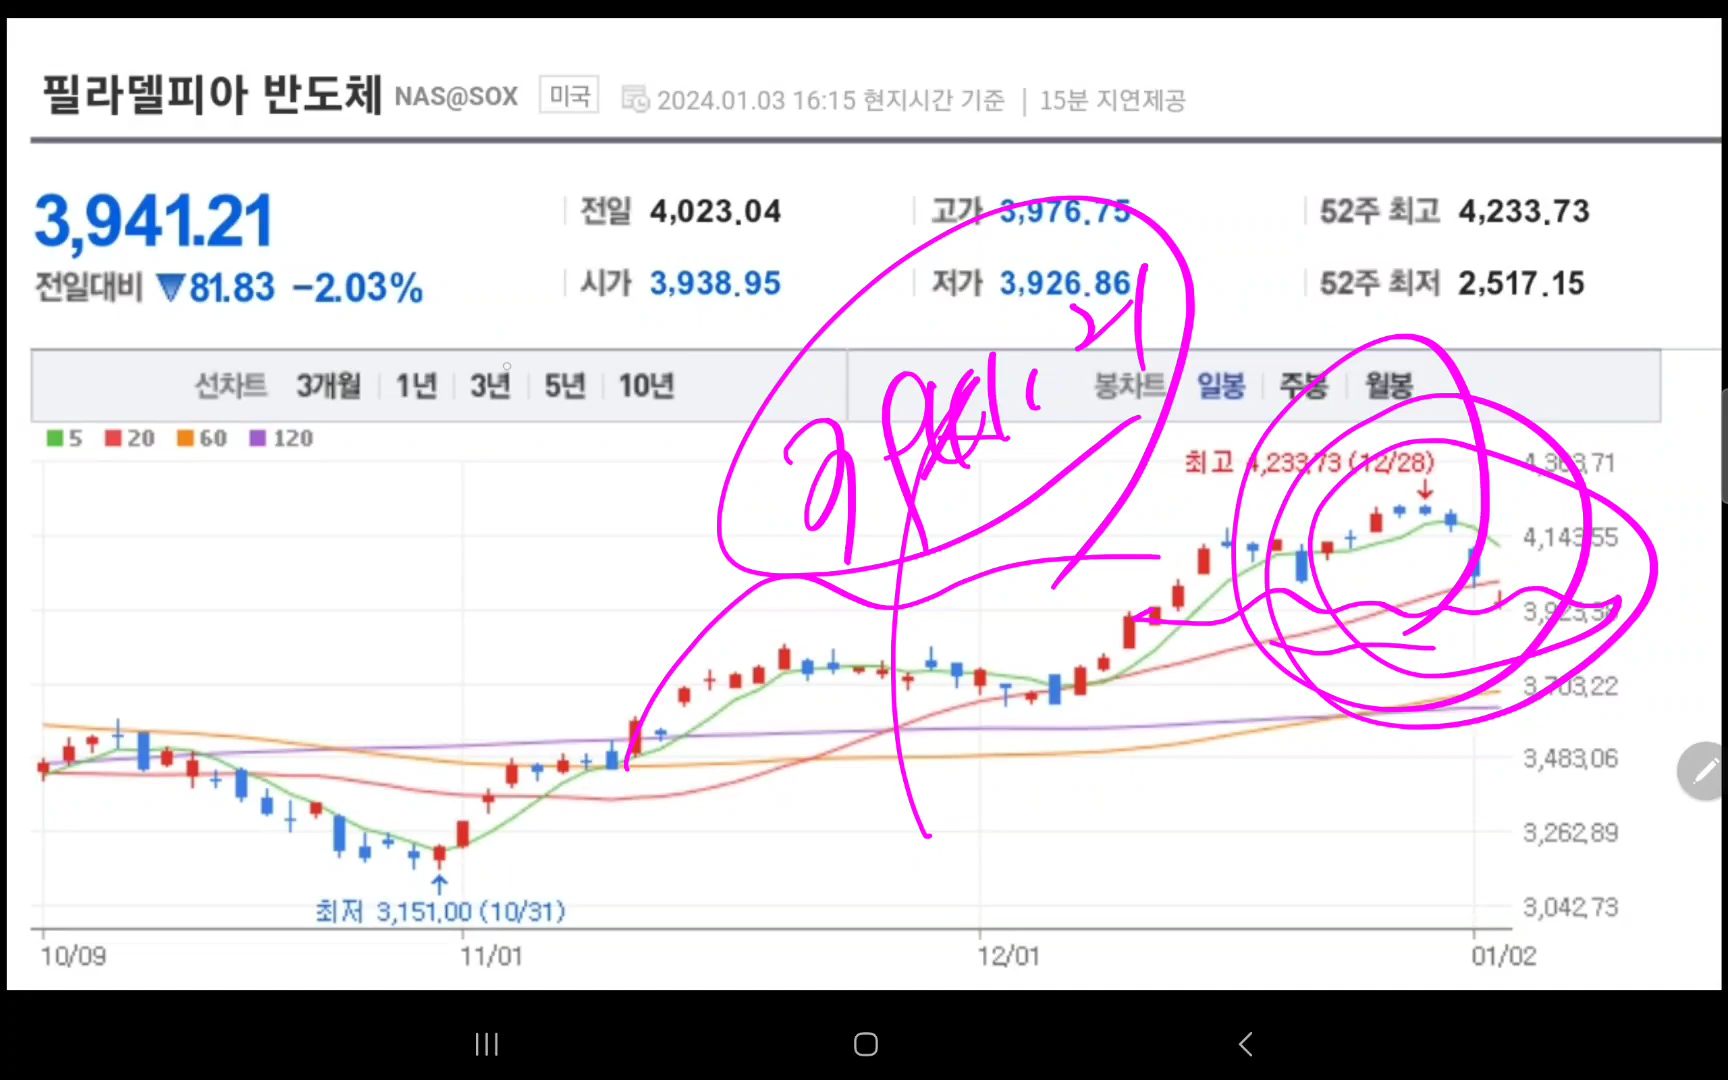 필라델피아 반도체 NAS@SOX 미국 2024.01.03 16:15 현지시간 기준 | 15분 지연제공
3,941.21
전일대비 ▼81.83 -2.03%
전일 4,023.04
고가 3,976.75
52주 최고 4,233.73
시가 3,938.95
저가 3,926.86
52주 최저 2,517.15
선차트 3개월 1년 3년 5년 10년
봉차트 일봉 주봉 월봉
5 20 60 120
최고 4,233.73 (12/28)
4,363.71
4,143.55
3,923.38
3,703.22
3,483.06
3,262.89
최저 3,151.00 (10/31)
3,042.73
10/09 11/01 12/01 01/02